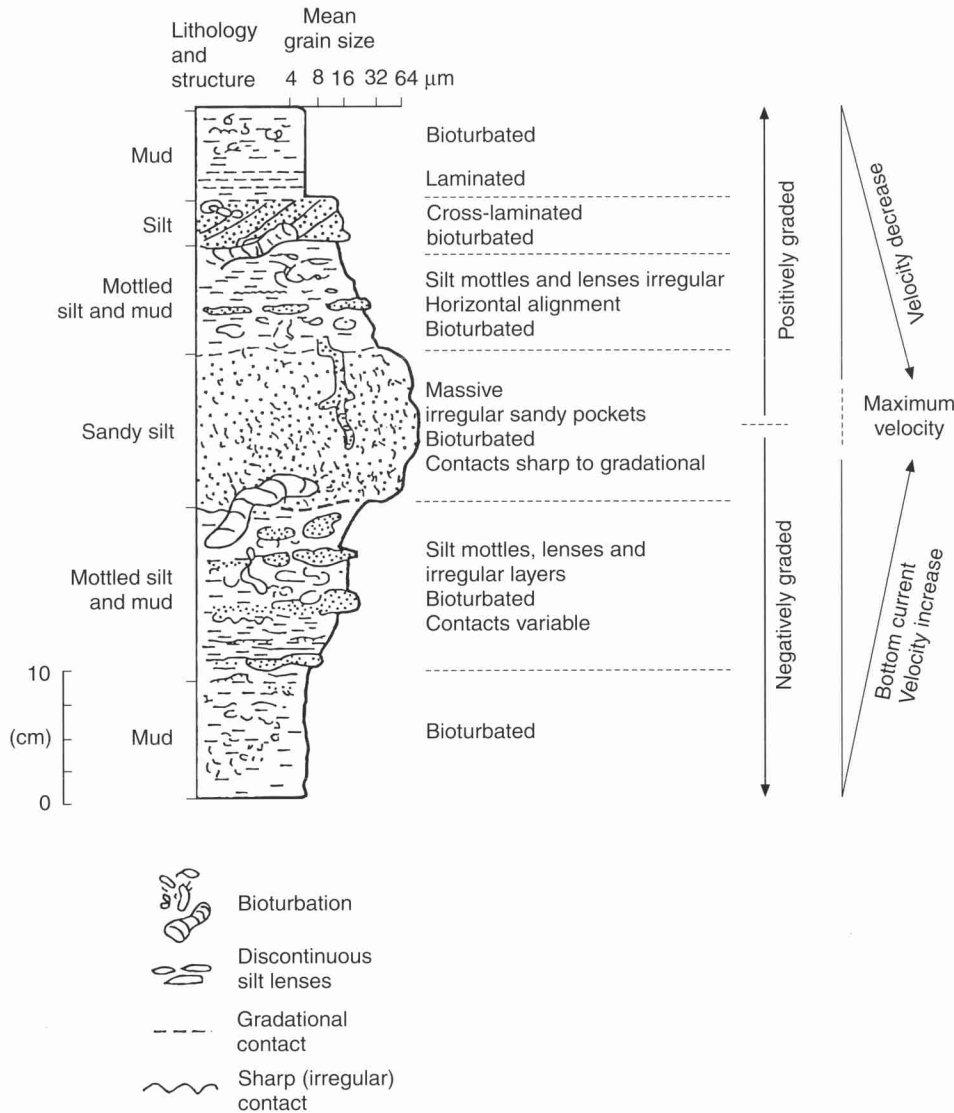 Lithology
and
structure
Mean
grain size
4 8 16 32 64 μm
Mud
Bioturbated
Laminated
Silt
Cross-laminated
bioturbated
Mottled
silt and mud
Silt mottles and lenses irregular
Horizontal alignment
Bioturbated
Sandy silt
Massive
irregular sandy pockets
Bioturbated
Contacts sharp to gradational
Mottled silt
and mud
Silt mottles, lenses and
irregular layers
Bioturbated
Contacts variable
Mud
Bioturbated
10
(cm)
0
Positively graded
Negatively graded
Velocity decrease
Maximum
velocity
Bottom current
Velocity increase
Bioturbation
Discontinuous
silt lenses
Gradational
contact
Sharp (irregular)
contact